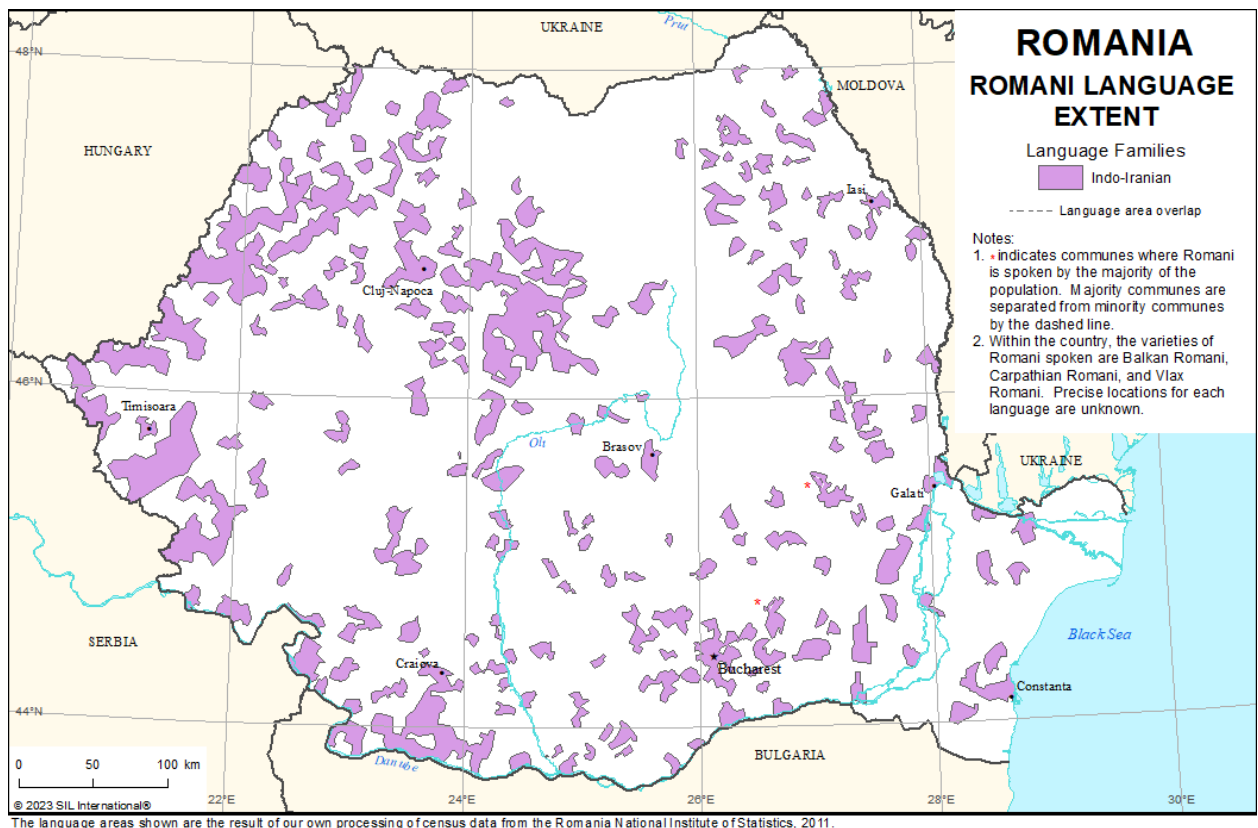 ROMANIA
ROMANI LANGUAGE
EXTENT
Language Families
Indo-Iranian
Language area overlap
Notes:
1. * indicates communes where Romani
is spoken by the majority of the
population. Majority communes are
separated from minority communes
by the dashed line.
2. Within the country, the varieties of
Romani spoken are Balkan Romani,
Carpathian Romani, and Vlax
Romani. Precise locations for each
language are unknown.
UKRAINE
Prut
48°N
MOLDOVA
HUNGARY
Iasi
Cluj-Napoca
46°N
Timisoara
Olt
Brasov
UKRAINE
Galati
*
*
SERBIA
Black Sea
Craiova
Bucharest
Constanta
44°N
BULGARIA
Danube
0 50 100 km
22°E 24°E 26°E 28°E 30°E
© 2023 SIL International®
The language areas shown are the result of our own processing of census data from the Romania National Institute of Statistics, 2011.